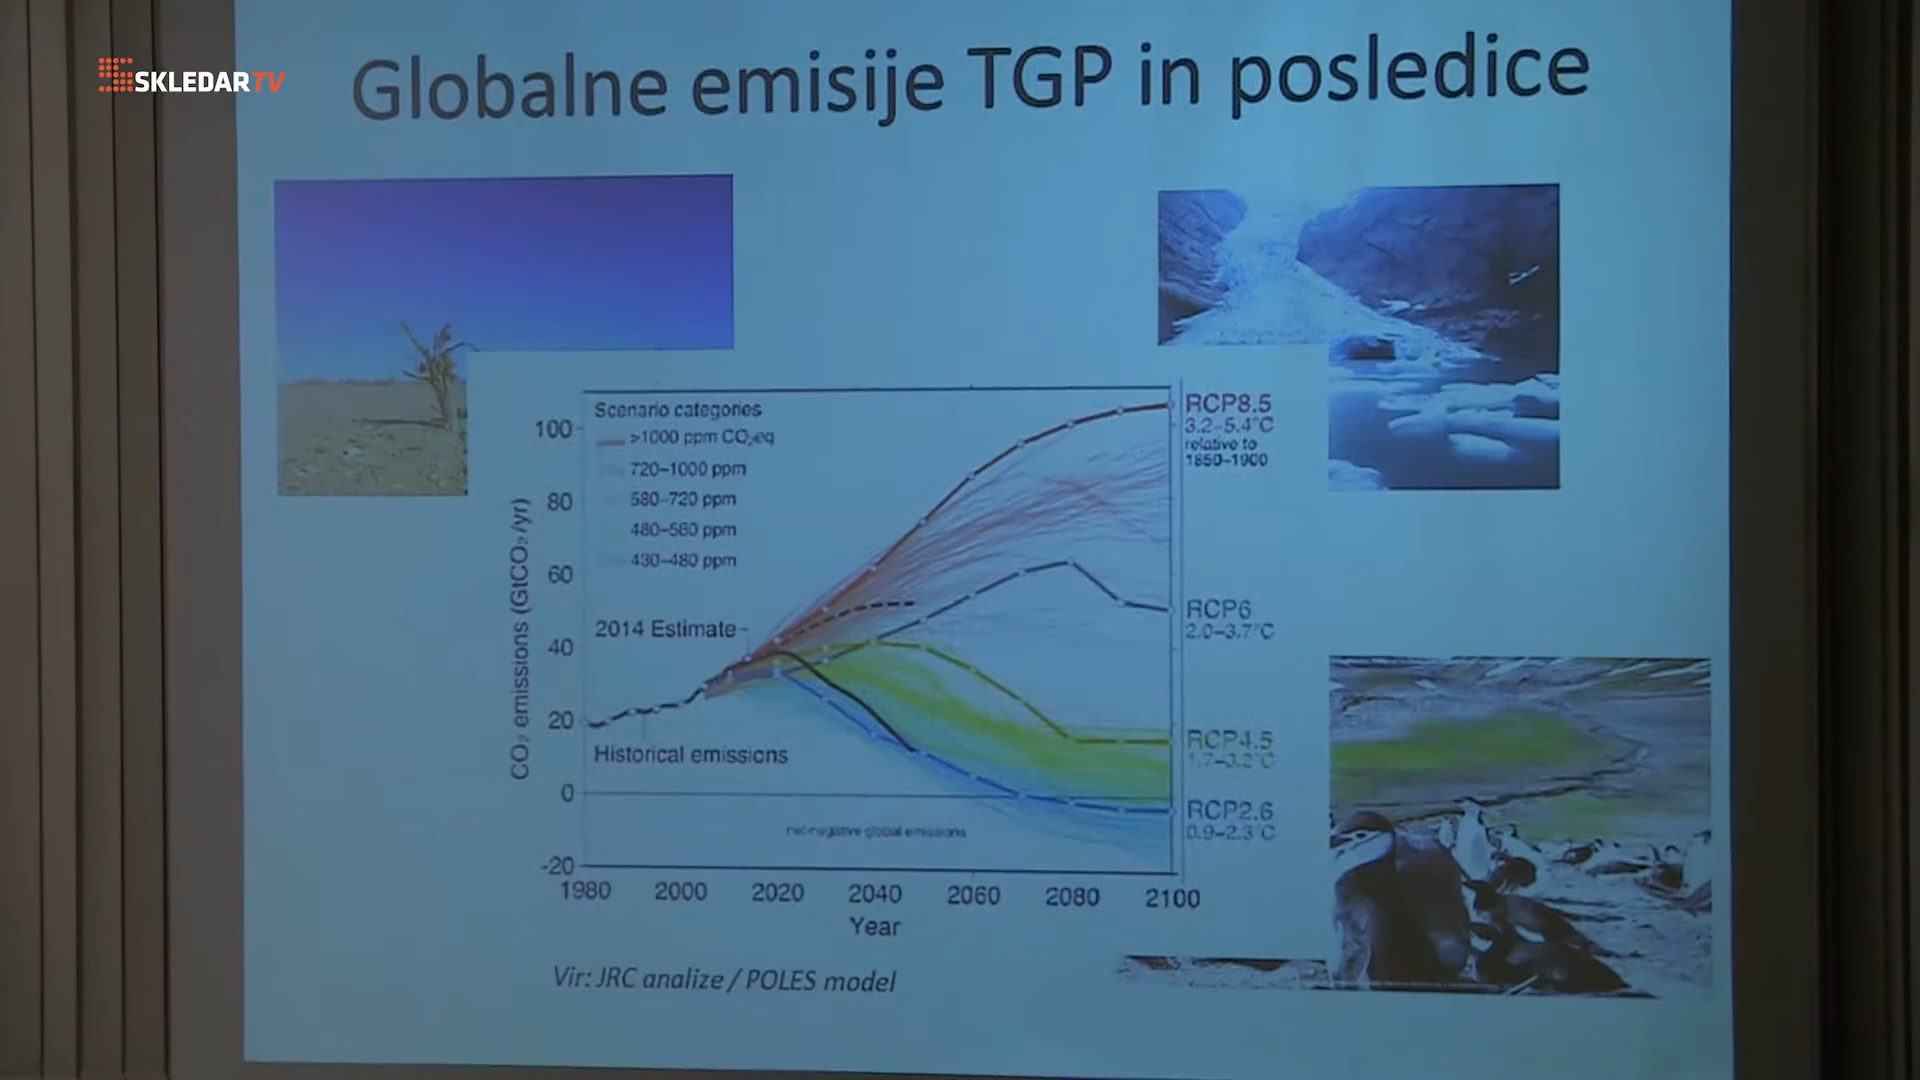 SKLEDARTV
Globalne emisije TGP in posledice
Scenario categories
>1000 ppm CO₂eq
720–1000 ppm
580–720 ppm
480–580 ppm
430–480 ppm
2014 Estimate
Historical emissions
net-negative global emissions
CO₂ emissions (GtCO₂/yr)
100
80
60
40
20
0
-20
1980 2000 2020 2040 2060 2080 2100
Year
RCP8.5
3.2–5.4°C
relative to
1850–1900
RCP6
2.0–3.7°C
RCP4.5
1.7–3.2°C
RCP2.6
0.9–2.3°C
Vir: JRC analize / POLES model